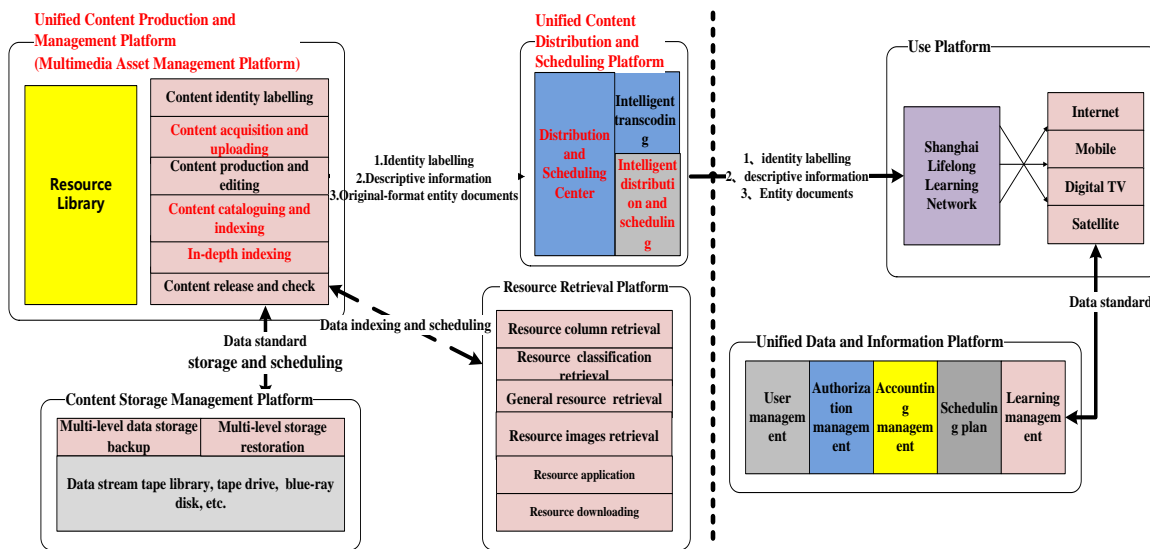 Unified Content Production and
Management Platform
(Multimedia Asset Management Platform)
Resource
Library
Content identity labelling
Content acquisition and
uploading
Content production and
editing
Content cataloguing and
indexing
In-depth indexing
Content release and check
1.Identity labelling
2.Descriptive information
3.Original-format entity documents
Unified Content
Distribution and
Scheduling Platform
Distribution
and
Scheduling
Center
Intelligent
transcodin
g
Intelligent
distributi
on and
schedulin
g
1、identity labelling
2、descriptive information
3、 Entity documents
Use Platform
Shanghai
Lifelong
Learning
Network
Internet
Mobile
Digital TV
Satellite
Data standard
storage and scheduling
Data indexing and scheduling
Data standard
Content Storage Management Platform
Multi-level data storage
backup
Multi-level storage
restoration
Data stream tape library, tape drive, blue-ray
disk, etc.
Resource Retrieval Platform
Resource column retrieval
Resource classification
retrieval
General resource retrieval
Resource images retrieval
Resource application
Resource downloading
Unified Data and Information Platform
User
managem
ent
Authoriza
tion
managem
ent
Accountin
g
managem
ent
Schedulin
g plan
Learning
managem
ent